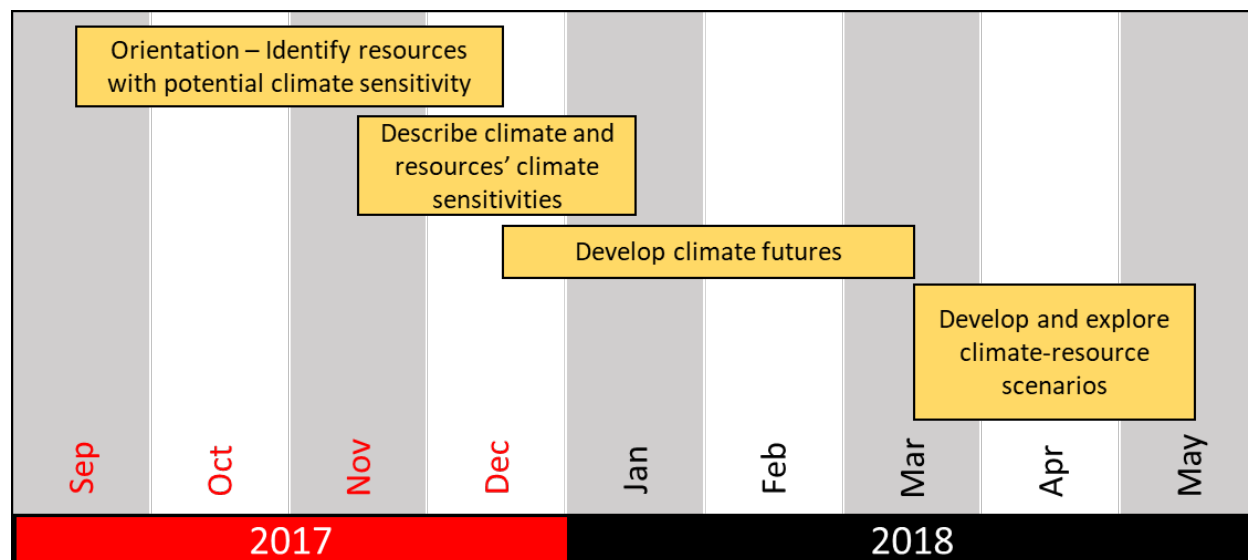 Orientation – Identify resources
with potential climate sensitivity
Describe climate and
resources’ climate
sensitivities
Develop climate futures
Develop and explore
climate-resource
scenarios
Sep
Oct
Nov
Dec
Jan
Feb
Mar
Apr
May
2017
2018